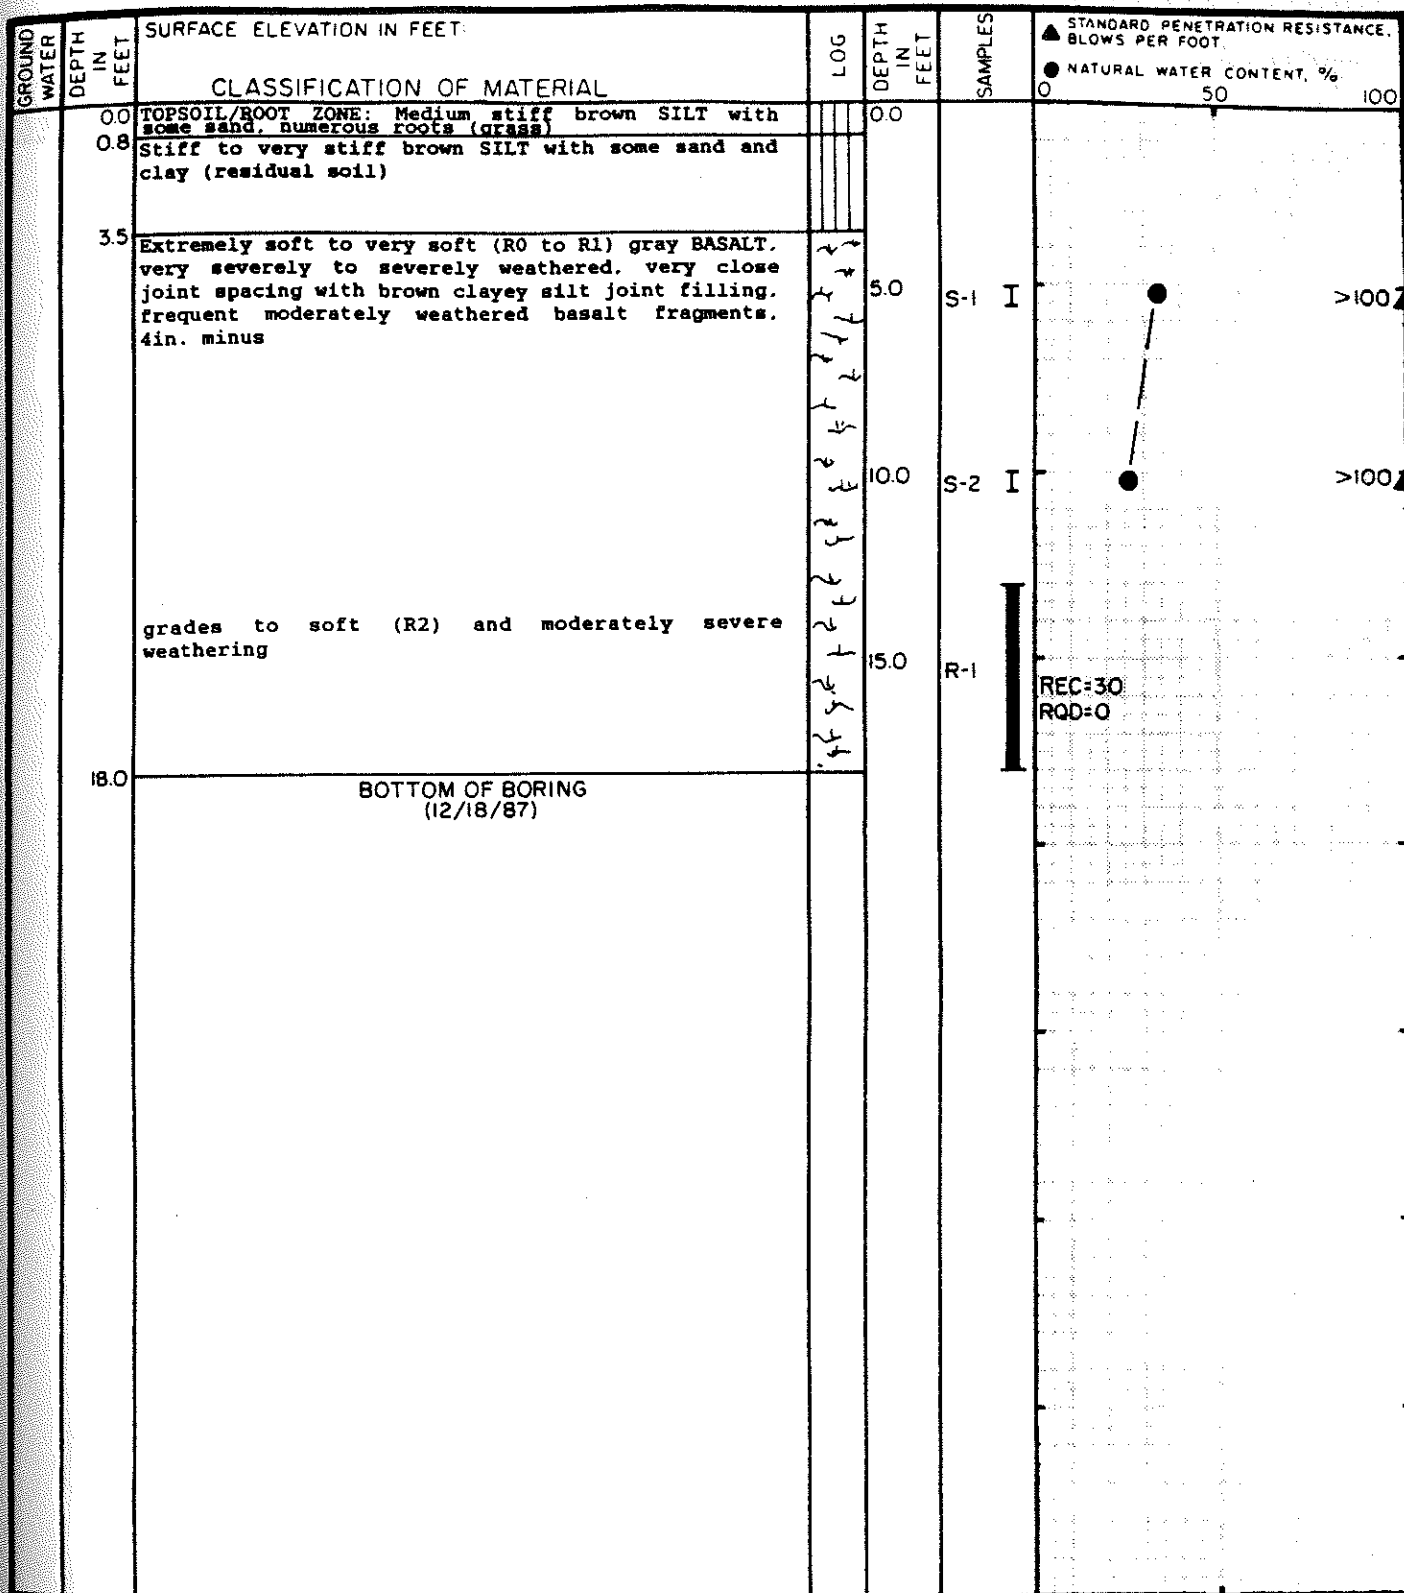 GROUND
WATER
DEPTH
IN
FEET
SURFACE ELEVATION IN FEET:
CLASSIFICATION OF MATERIAL
LOG
DEPTH
IN
FEET
SAMPLES
▲ STANDARD PENETRATION RESISTANCE,
BLOWS PER FOOT
● NATURAL WATER CONTENT, %
0 50 100
0.0 TOPSOIL/ROOT ZONE: Medium stiff brown SILT with
some sand, numerous roots (grass)
0.0
0.8 Stiff to very stiff brown SILT with some sand and
clay (residual soil)
3.5 Extremely soft to very soft (R0 to R1) gray BASALT,
very severely to severely weathered, very close
joint spacing with brown clayey silt joint filling,
frequent moderately weathered basalt fragments,
4in. minus
5.0 S-1 >100
10.0 S-2 >100
grades to soft (R2) and moderately severe
weathering
15.0 R-1
REC=30
RQD=0
18.0
BOTTOM OF BORING
(12/18/87)